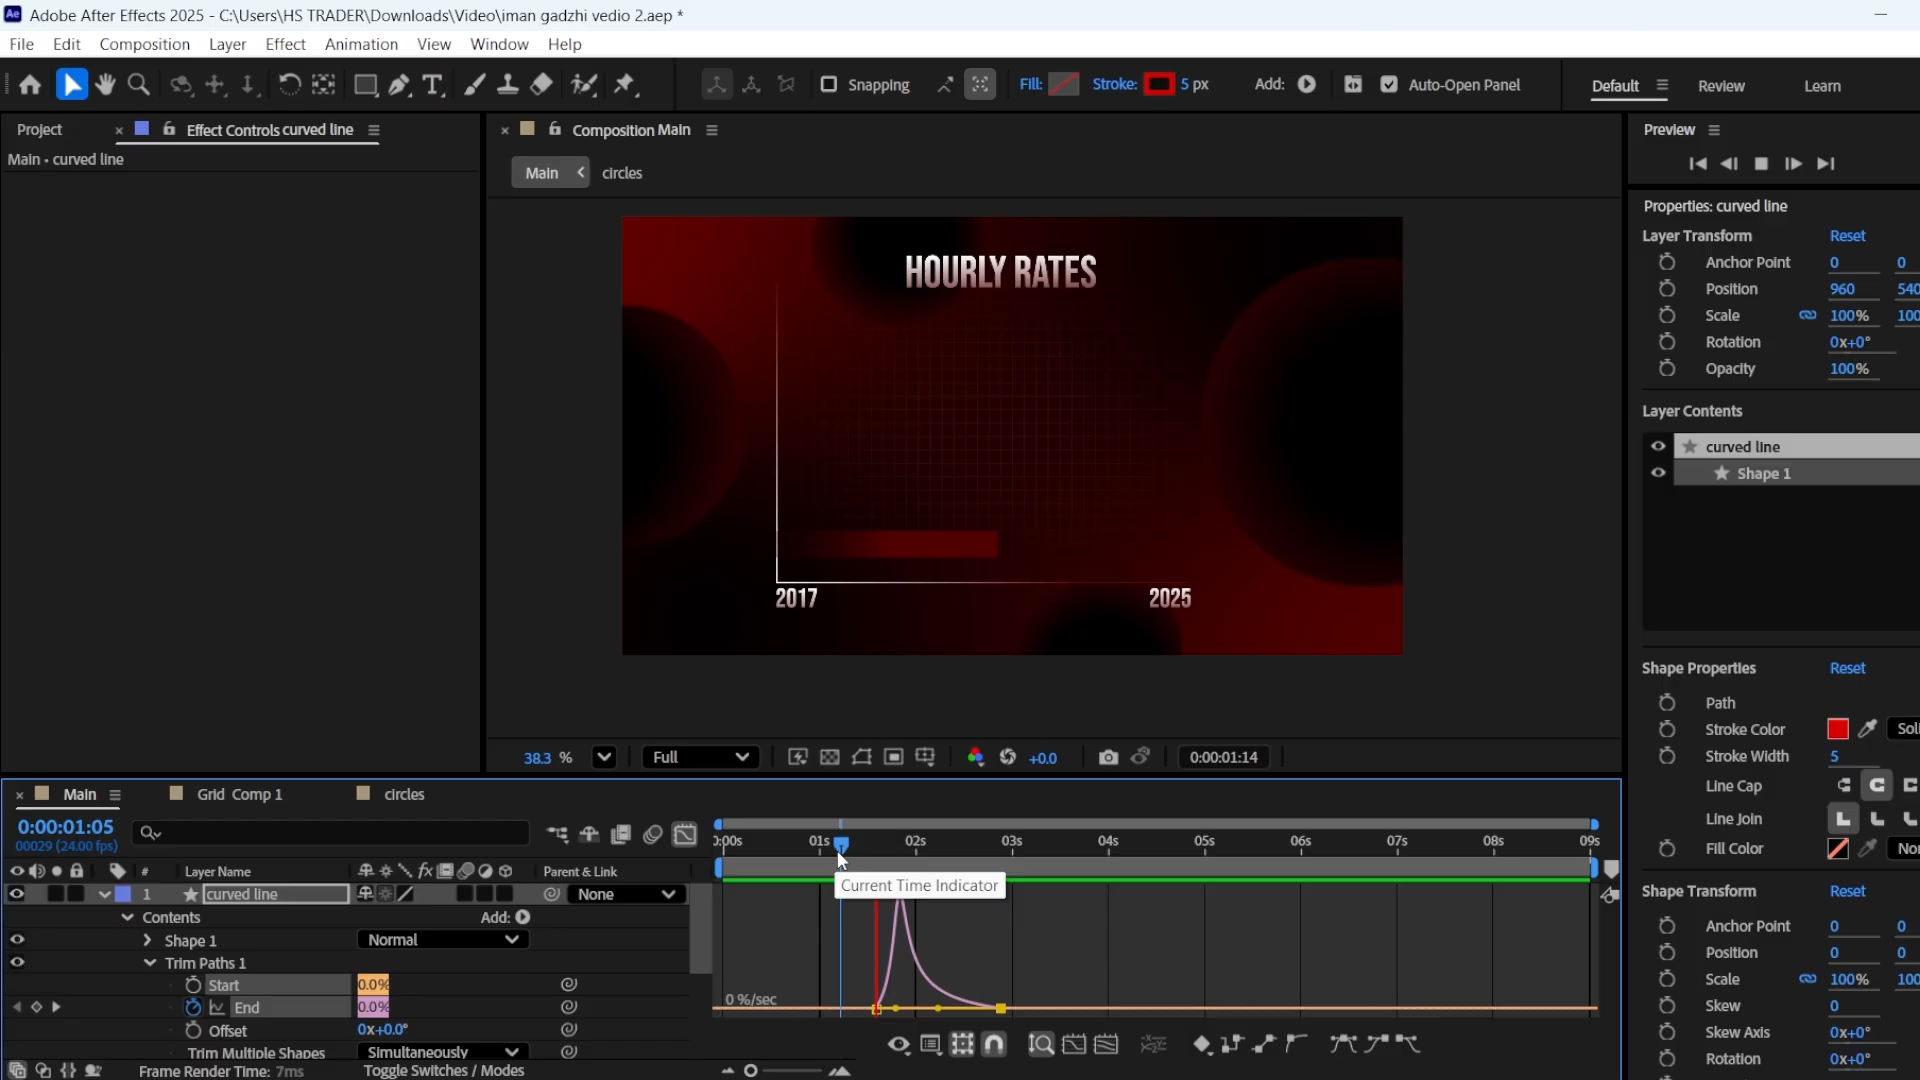 Ae Adobe After Effects 2025 - C:\Users\HS TRADER\Downloads\Video\iman gadzhi vedio 2.aep *
File Edit Composition Layer Effect Animation View Window Help
Snapping Fill: Stroke: 5 px Add: Auto-Open Panel Default Review Learn
Project Effect Controls curved line Composition Main Preview
Main • curved line
Main circles
Properties: curved line
Layer Transform Reset
Anchor Point 0 0
Position 960 540
Scale 100% 100
Rotation 0x+0°
Opacity 100%
Layer Contents
curved line
Shape 1
HOURLY RATES
2017 2025
Shape Properties Reset
Path
Stroke Color Soli
Stroke Width 5
Line Cap
Line Join
Fill Color Nor
Shape Transform Reset
Anchor Point 0 0
Position 0 0
Scale 100% 100
Skew 0
Skew Axis 0x+0°
Rotation 0x+0°
38.3 % Full +0.0 0:00:01:14
Main Grid Comp 1 circles
0:00:01:05
00029 (24.00 fps)
0:00s 01s 02s 03s 04s 05s 06s 07s 08s 09s
# Layer Name fx Parent & Link
1 curved line None
Current Time Indicator
Contents Add:
Shape 1 Normal
Trim Paths 1
Start 0.0%
End 0.0%
Offset 0x+0.0°
Trim Multiple Shapes Simultaneously
0 %/sec
Frame Render Time: 7ms Toggle Switches / Modes